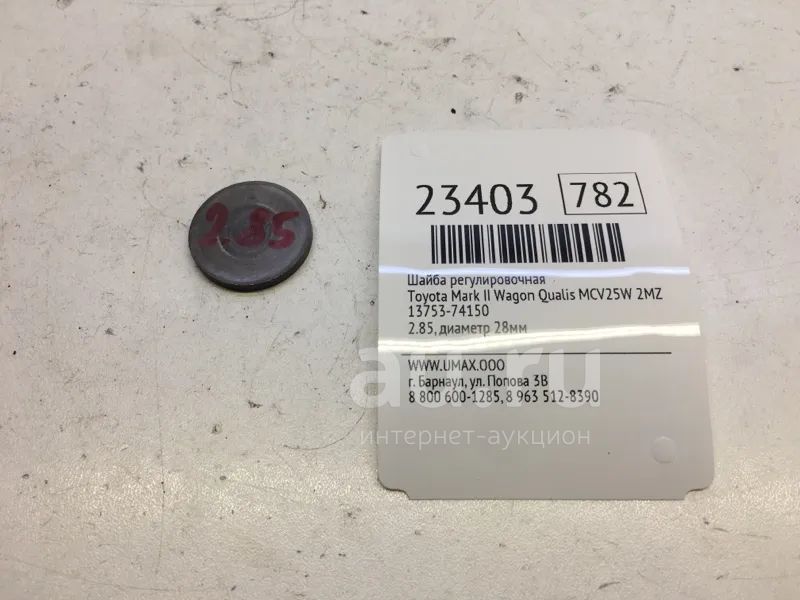 2.85
23403 782
Шайба регулировочная
Toyota Mark II Wagon Qualis MCV25W 2MZ
13753-74150
2.85, диаметр 28мм
WWW.UMAX.OOO
г. Барнаул, ул. Попова 3В
8 800 600-1285, 8 963 512-8390
au.ru
интернет-аукцион